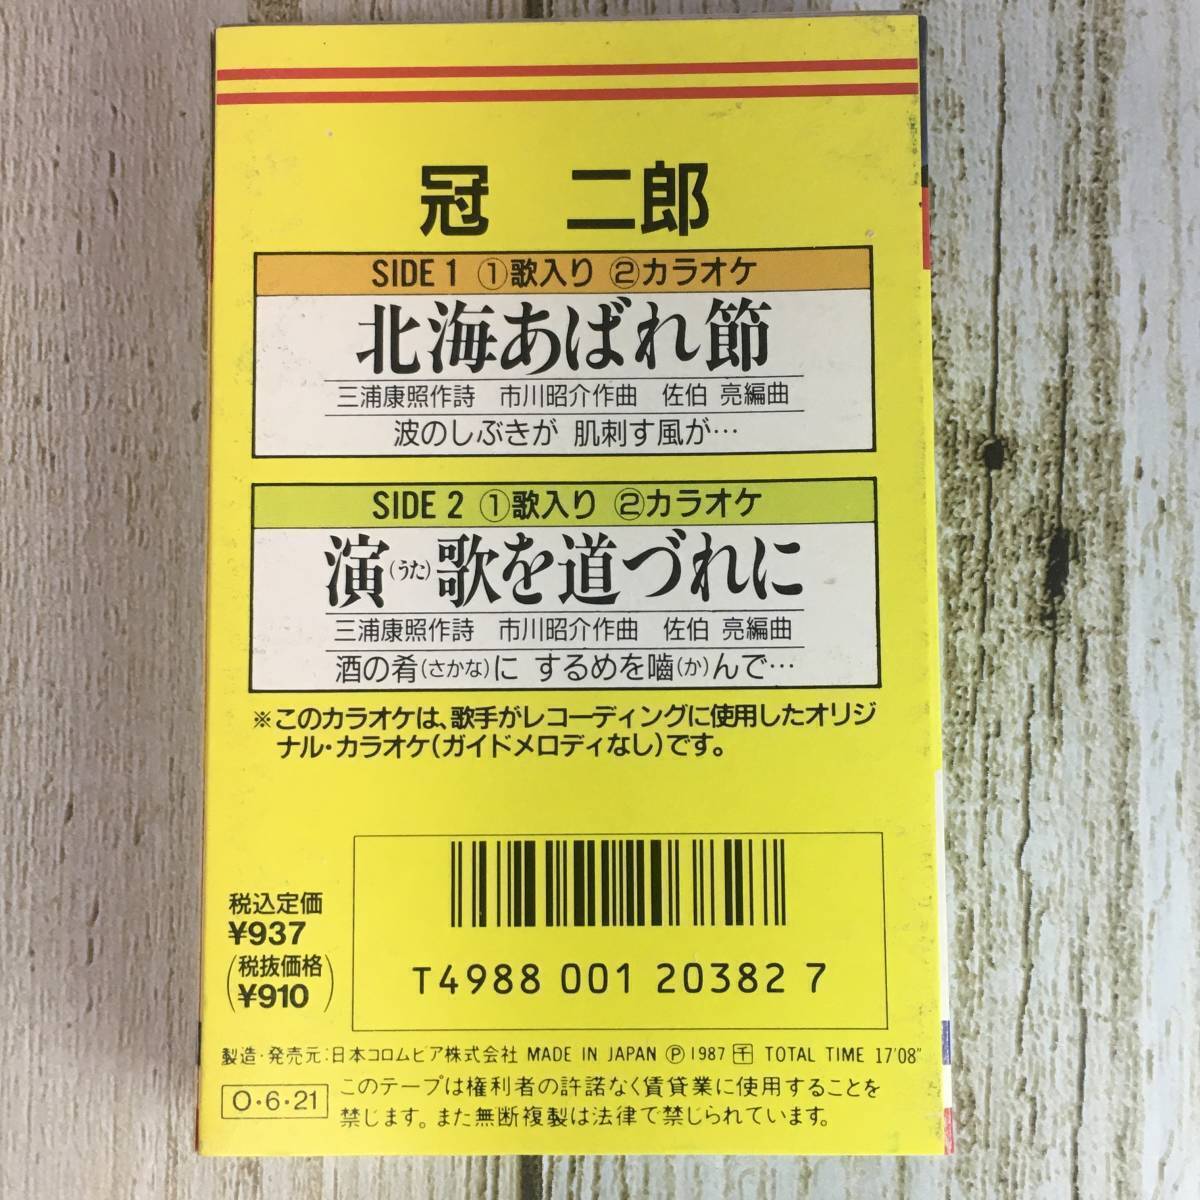 冠 二郎
SIDE 1 ①歌入り ②カラオケ
北海あばれ節
三浦康照作詩 市川昭介作曲 佐伯 亮編曲
波のしぶきが 肌刺す風が…
SIDE 2 ①歌入り ②カラオケ
演(うた)歌を道づれに
三浦康照作詩 市川昭介作曲 佐伯 亮編曲
酒の肴(さかな)に するめを嚙(か)んで…
※このカラオケは、歌手がレコーディングに使用したオリジ
ナル・カラオケ(ガイドメロディなし)です。
税込定価
¥937
(税抜価格
¥910)
T4988 001 20382 7
製造・発売元:日本コロムビア株式会社 MADE IN JAPAN Ⓟ1987 千 TOTAL TIME 17'08"
O・6・21
このテープは権利者の許諾なく賃貸業に使用することを
禁じます。また無断複製は法律で禁じられています。